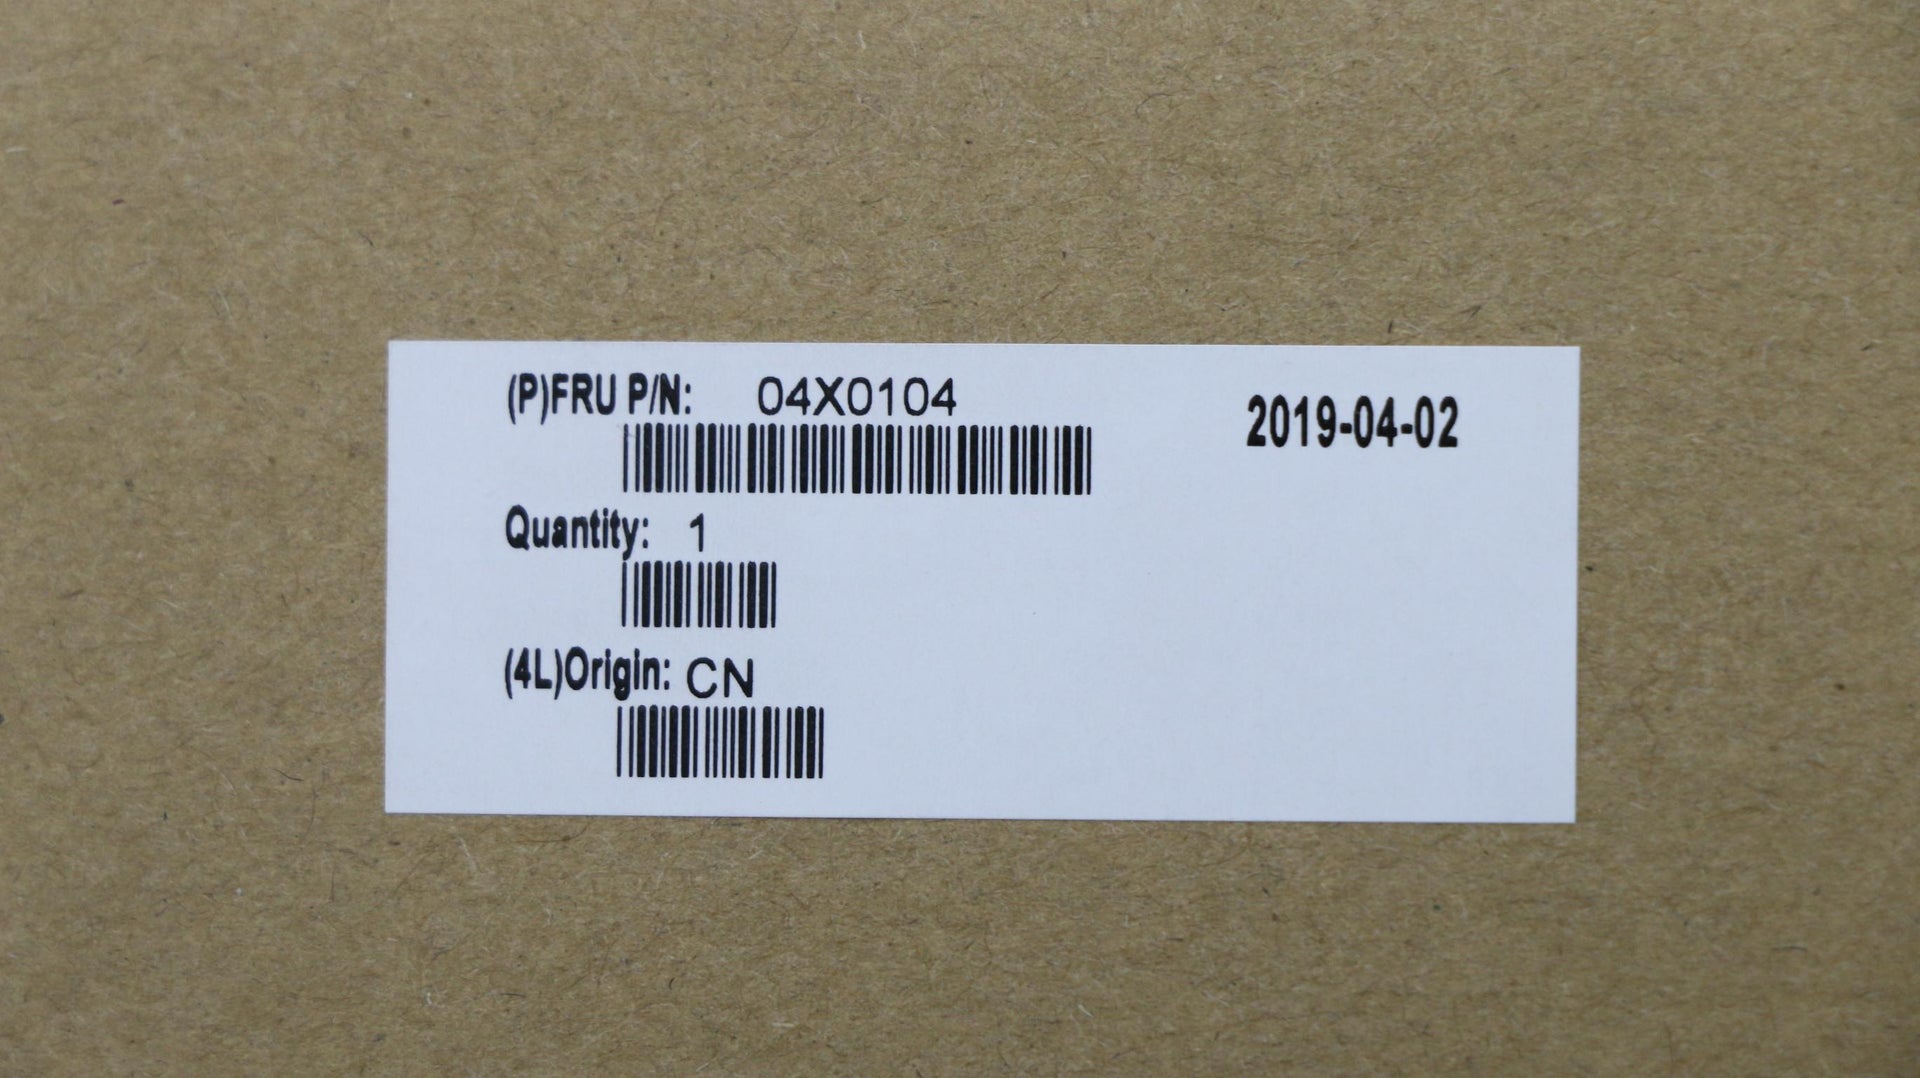 (P)FRU P/N: 04X0104
2019-04-02
Quantity: 1
(4L)Origin: CN